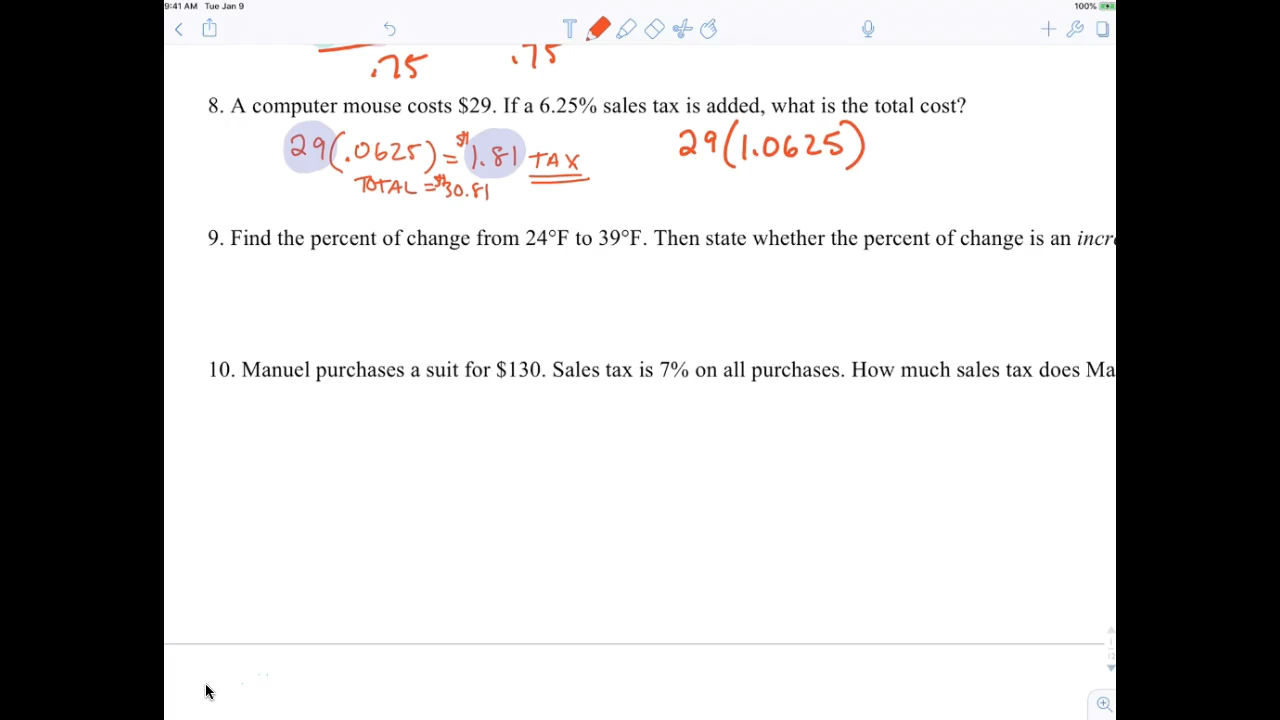 9:41 AM Tue Jan 9
100%
T
.75 .75
8. A computer mouse costs $29. If a 6.25% sales tax is added, what is the total cost?
29(.0625) = $1.81 TAX
29(1.0625)
TOTAL = $30.81
9. Find the percent of change from 24°F to 39°F. Then state whether the percent of change is an incre
10. Manuel purchases a suit for $130. Sales tax is 7% on all purchases. How much sales tax does Ma